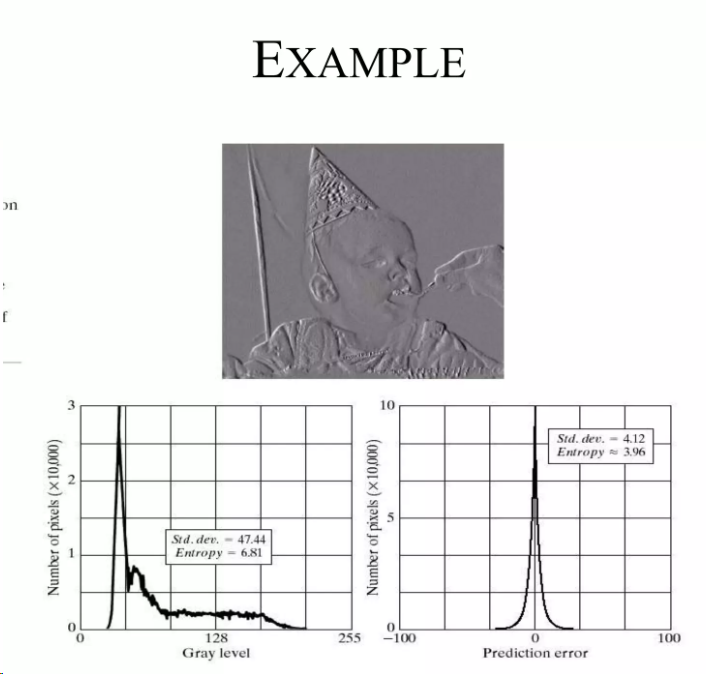 EXAMPLE
on
f
3
2
1
0
Number of pixels (×10,000)
Std. dev. = 47.44
Entropy = 6.81
0 128 255
Gray level
10
5
0
Number of pixels (×10,000)
Std. dev. = 4.12
Entropy ≈ 3.96
−100 0 100
Prediction error